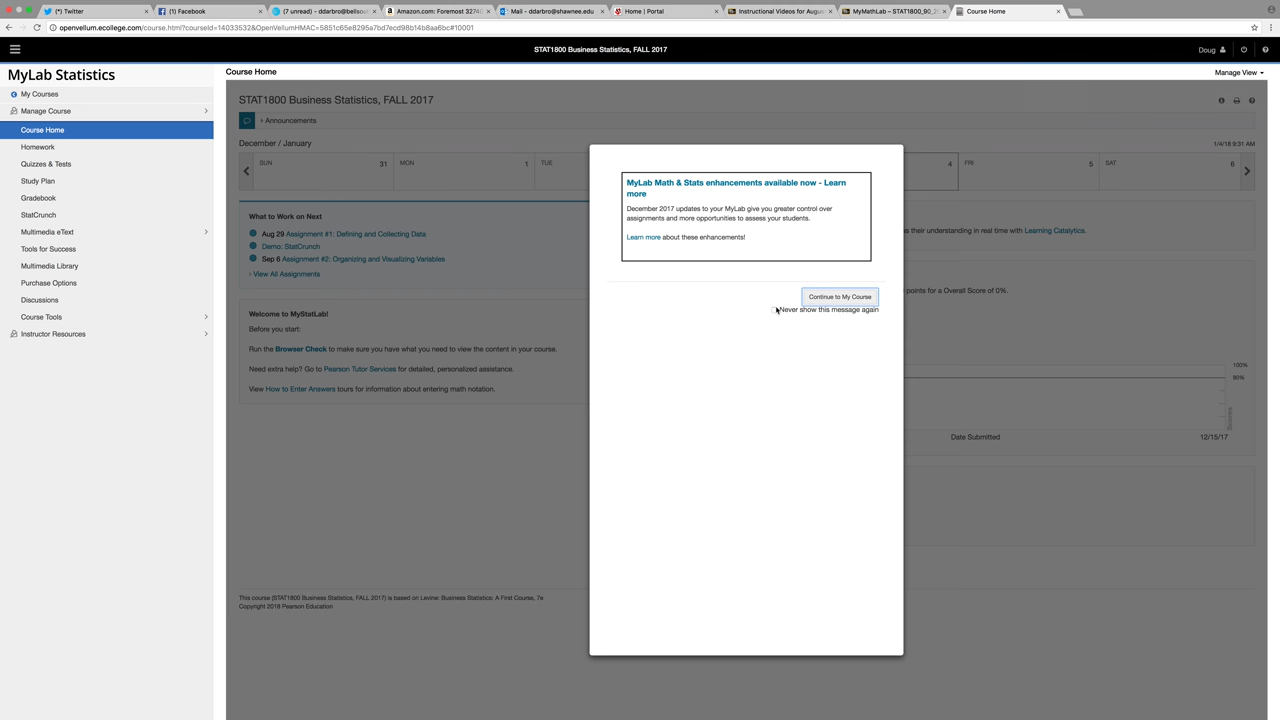 (*) Twitter
(1) Facebook
(7 unread) - ddarbro@bellsou
Amazon.com: Foremost 3274
Mail - ddarbro@shawnee.edu
Home | Portal
Instructional Videos for Augus
MyMathLab – STAT1800_90_2
Course Home
openvellum.ecollege.com/course.html?courseId=14033532&OpenVellumHMAC=5851c65e8295a7bd7ecd98b14b8aa6bc#10001
STAT1800 Business Statistics, FALL 2017
Doug
MyLab Statistics
Course Home
Manage View
My Courses
Manage Course
Course Home
Homework
Quizzes & Tests
Study Plan
Gradebook
StatCrunch
Multimedia eText
Tools for Success
Multimedia Library
Purchase Options
Discussions
Course Tools
Instructor Resources
STAT1800 Business Statistics, FALL 2017
Announcements
December / January
1/4/18 9:31 AM
SUN 31 MON 1 TUE 4 FRI 5 SAT 6
What to Work on Next
Aug 29 Assignment #1: Defining and Collecting Data
Demo: StatCrunch
Sep 6 Assignment #2: Organizing and Visualizing Variables
› View All Assignments
Welcome to MyStatLab!
Before you start:
Run the Browser Check to make sure you have what you need to view the content in your course.
Need extra help? Go to Pearson Tutor Services for detailed, personalized assistance.
View How to Enter Answers tours for information about entering math notation.
MyLab Math & Stats enhancements available now - Learn
more
December 2017 updates to your MyLab give you greater control over
assignments and more opportunities to assess your students.
Learn more about these enhancements!
Continue to My Course
Never show this message again
s their understanding in real time with Learning Catalytics.
points for a Overall Score of 0%.
100%
90%
Date Submitted
12/15/17
This course (STAT1800 Business Statistics, FALL 2017) is based on Levine: Business Statistics: A First Course, 7e
Copyright 2018 Pearson Education